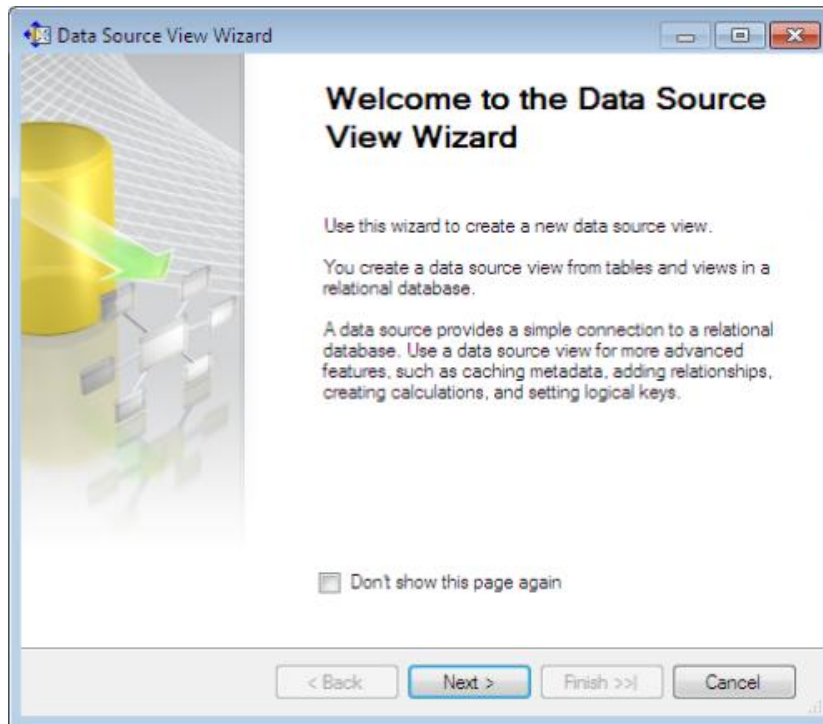 Data Source View Wizard
Welcome to the Data Source
View Wizard
Use this wizard to create a new data source view.
You create a data source view from tables and views in a
relational database.
A data source provides a simple connection to a relational
database. Use a data source view for more advanced
features, such as caching metadata, adding relationships,
creating calculations, and setting logical keys.
Don't show this page again
< Back Next > Finish >>| Cancel